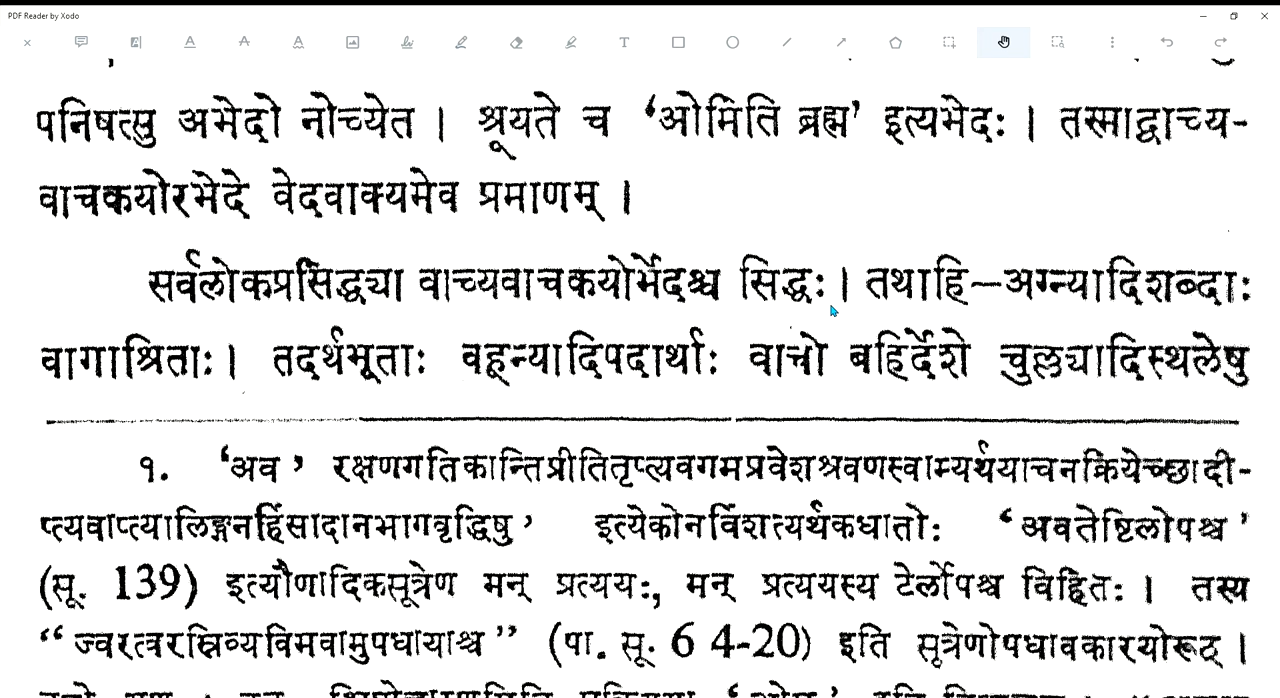 PDF Reader by Xodo
पनिषत्सु अभेदो नोच्येत । श्रूयते च ‘ओमिति ब्रह्म’ इत्यभेदः । तस्माद्वाच्य-
वाचकयोरभेदे वेदवाक्यमेव प्रमाणम् ।
सर्वलोकप्रसिद्ध्या वाच्यवाचकयोर्भेदश्च सिद्धः । तथाहि—अग्न्यादिशब्दाः
वागाश्रिताः । तदर्थभूताः वह्न्यादिपदार्थाः वाचो बहिर्देशे चुल्ल्यादिस्थलेषु
१. ‘अव’ रक्षणगतिकान्तिप्रीतितृप्त्यवगमप्रवेशश्रवणस्वाम्यर्थयाचनक्रियेच्छादी-
प्त्यवाप्त्यालिङ्गनहिंसादानभागवृद्धिषु’ इत्येकोनविंशत्यर्थकधातोः ‘अवतेष्टिलोपश्च’
(सू. 139) इत्यौणादिकसूत्रेण मन् प्रत्ययः, मन् प्रत्ययस्य टेर्लोपश्च विहितः । तस्य
“ज्वरत्वरस्रिव्यविमवामुपधायाश्च” (पा. सू. 6 4-20) इति सूत्रेणोपधावकारयोरूठ् ।